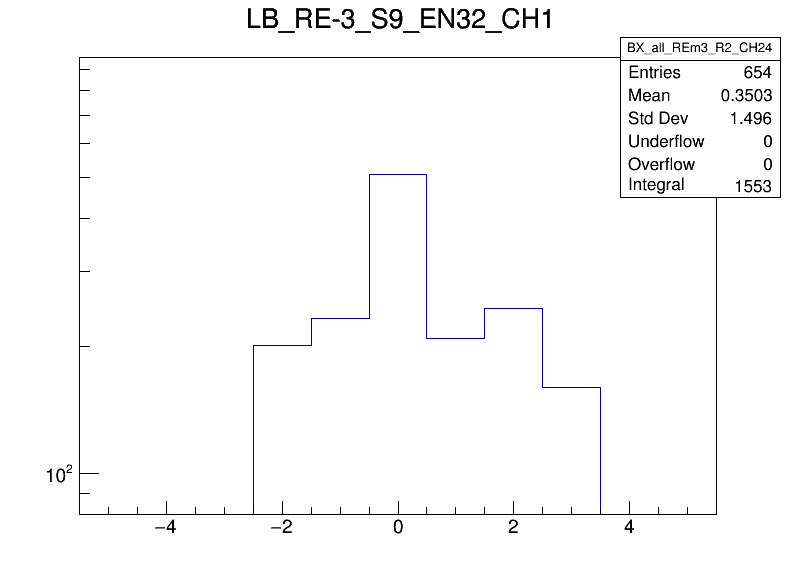 LB_RE-3_S9_EN32_CH1
BX_all_REm3_R2_CH24
Entries 654
Mean 0.3503
Std Dev 1.496
Underflow 0
Overflow 0
Integral 1553
10²
−4 −2 0 2 4